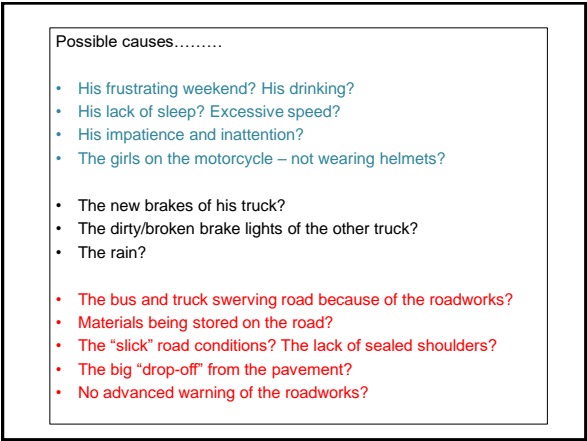 Possible causes………
• His frustrating weekend? His drinking?
• His lack of sleep? Excessive speed?
• His impatience and inattention?
• The girls on the motorcycle – not wearing helmets?
• The new brakes of his truck?
• The dirty/broken brake lights of the other truck?
• The rain?
• The bus and truck swerving road because of the roadworks?
• Materials being stored on the road?
• The “slick” road conditions? The lack of sealed shoulders?
• The big “drop-off” from the pavement?
• No advanced warning of the roadworks?